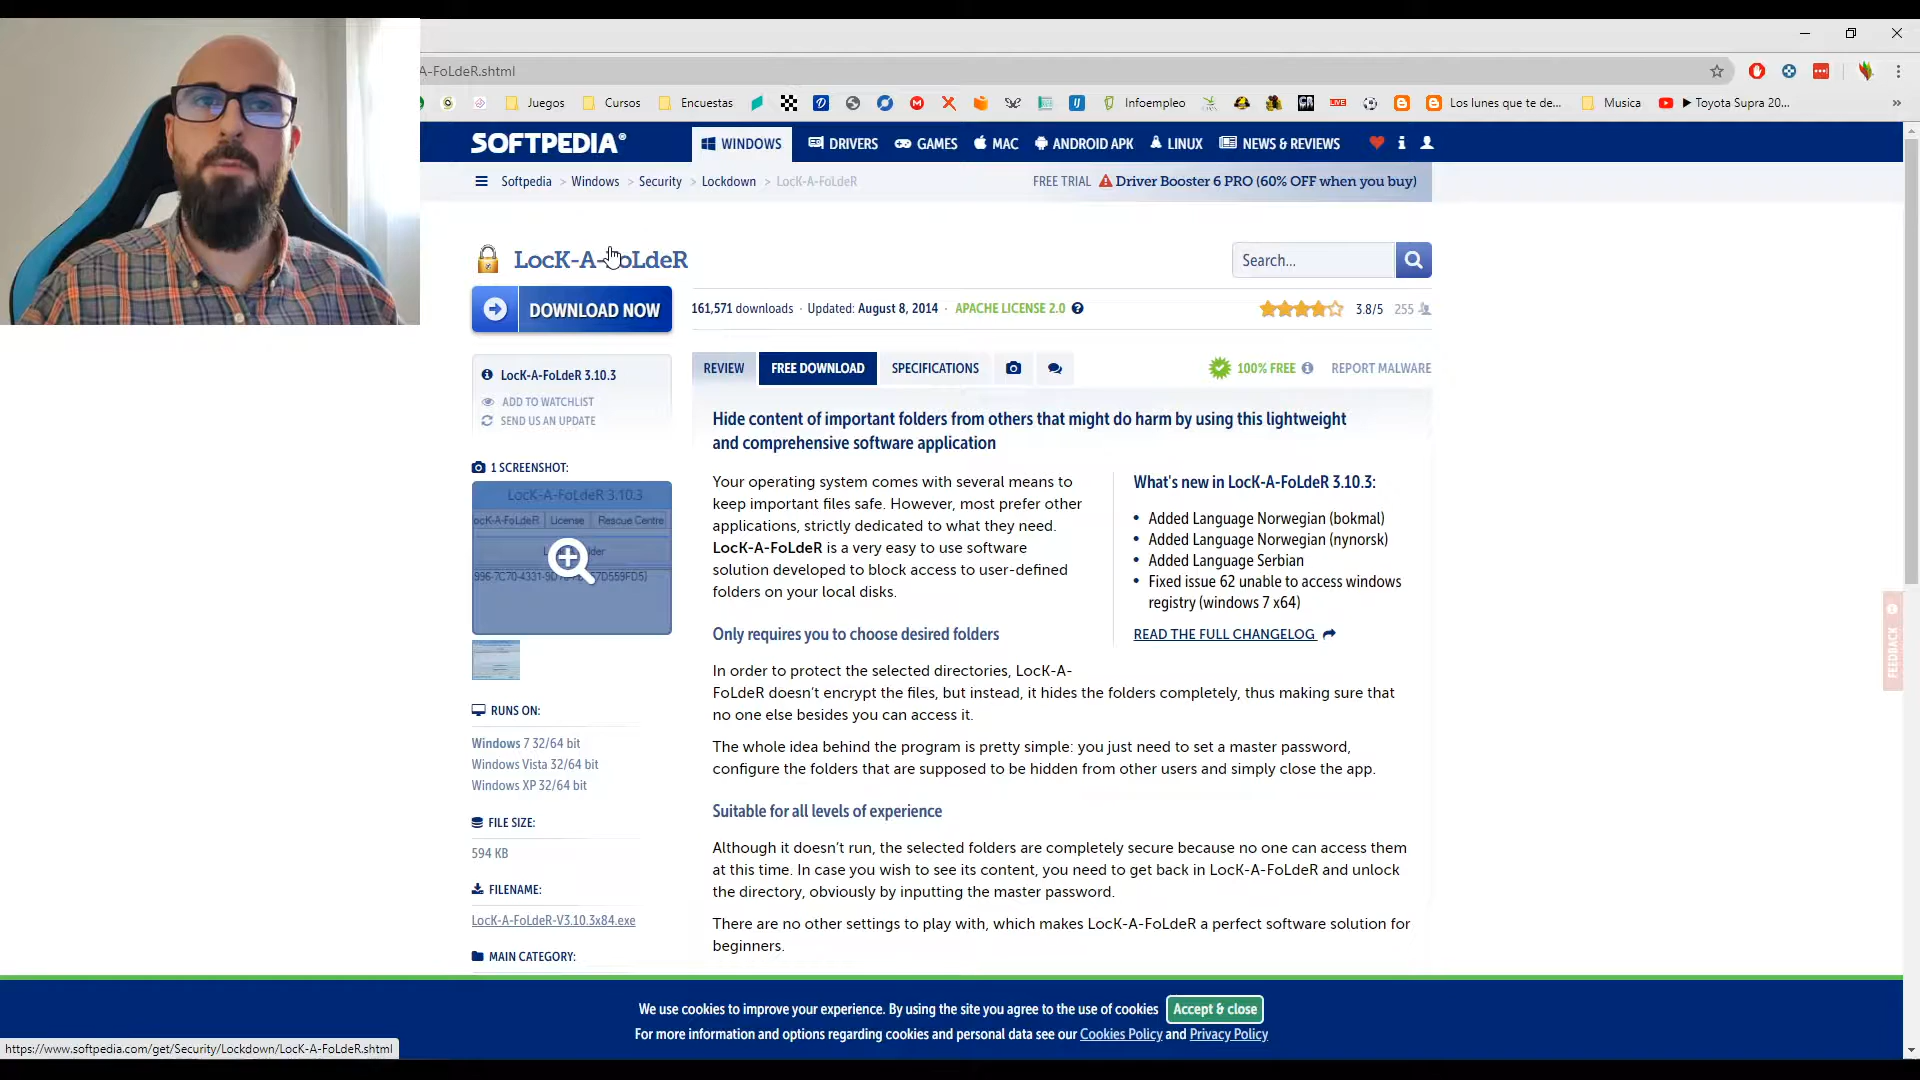 A-FoLdeR.shtml
Juegos
Cursos
Encuestas
Infoempleo
LIVE
Los lunes que te de...
Musica
▶ Toyota Supra 20...
SOFTPEDIA®
WINDOWS
DRIVERS
GAMES
MAC
ANDROID APK
LINUX
NEWS & REVIEWS
Softpedia > Windows > Security > Lockdown > LocK-A-FoLdeR
FREE TRIAL Driver Booster 6 PRO (60% OFF when you buy)
LocK-A-FoLdeR
Search...
DOWNLOAD NOW
161,571 downloads · Updated: August 8, 2014 · APACHE LICENSE 2.0
3.8/5 255
LocK-A-FoLdeR 3.10.3
ADD TO WATCHLIST
SEND US AN UPDATE
REVIEW
FREE DOWNLOAD
SPECIFICATIONS
100% FREE
REPORT MALWARE
Hide content of important folders from others that might do harm by using this lightweight
and comprehensive software application
1 SCREENSHOT:
LocK-A-FoLdeR 3.10.3
ocK-A-FoLdeR License Rescue Centre
RUNS ON:
Windows 7 32/64 bit
Windows Vista 32/64 bit
Windows XP 32/64 bit
FILE SIZE:
594 KB
FILENAME:
LocK-A-FoLdeR-V3.10.3x84.exe
MAIN CATEGORY:
Your operating system comes with several means to
keep important files safe. However, most prefer other
applications, strictly dedicated to what they need.
LocK-A-FoLdeR is a very easy to use software
solution developed to block access to user-defined
folders on your local disks.
What's new in LocK-A-FoLdeR 3.10.3:
• Added Language Norwegian (bokmal)
• Added Language Norwegian (nynorsk)
• Added Language Serbian
• Fixed issue 62 unable to access windows
registry (windows 7 x64)
READ THE FULL CHANGELOG
Only requires you to choose desired folders
In order to protect the selected directories, LocK-A-
FoLdeR doesn't encrypt the files, but instead, it hides the folders completely, thus making sure that
no one else besides you can access it.
The whole idea behind the program is pretty simple: you just need to set a master password,
configure the folders that are supposed to be hidden from other users and simply close the app.
Suitable for all levels of experience
Although it doesn't run, the selected folders are completely secure because no one can access them
at this time. In case you wish to see its content, you need to get back in LocK-A-FoLdeR and unlock
the directory, obviously by inputting the master password.
There are no other settings to play with, which makes LocK-A-FoLdeR a perfect software solution for
beginners.
FEEDBACK
We use cookies to improve your experience. By using the site you agree to the use of cookies
Accept & close
For more information and options regarding cookies and personal data see our Cookies Policy and Privacy Policy
https://www.softpedia.com/get/Security/Lockdown/LocK-A-FoLdeR.shtml